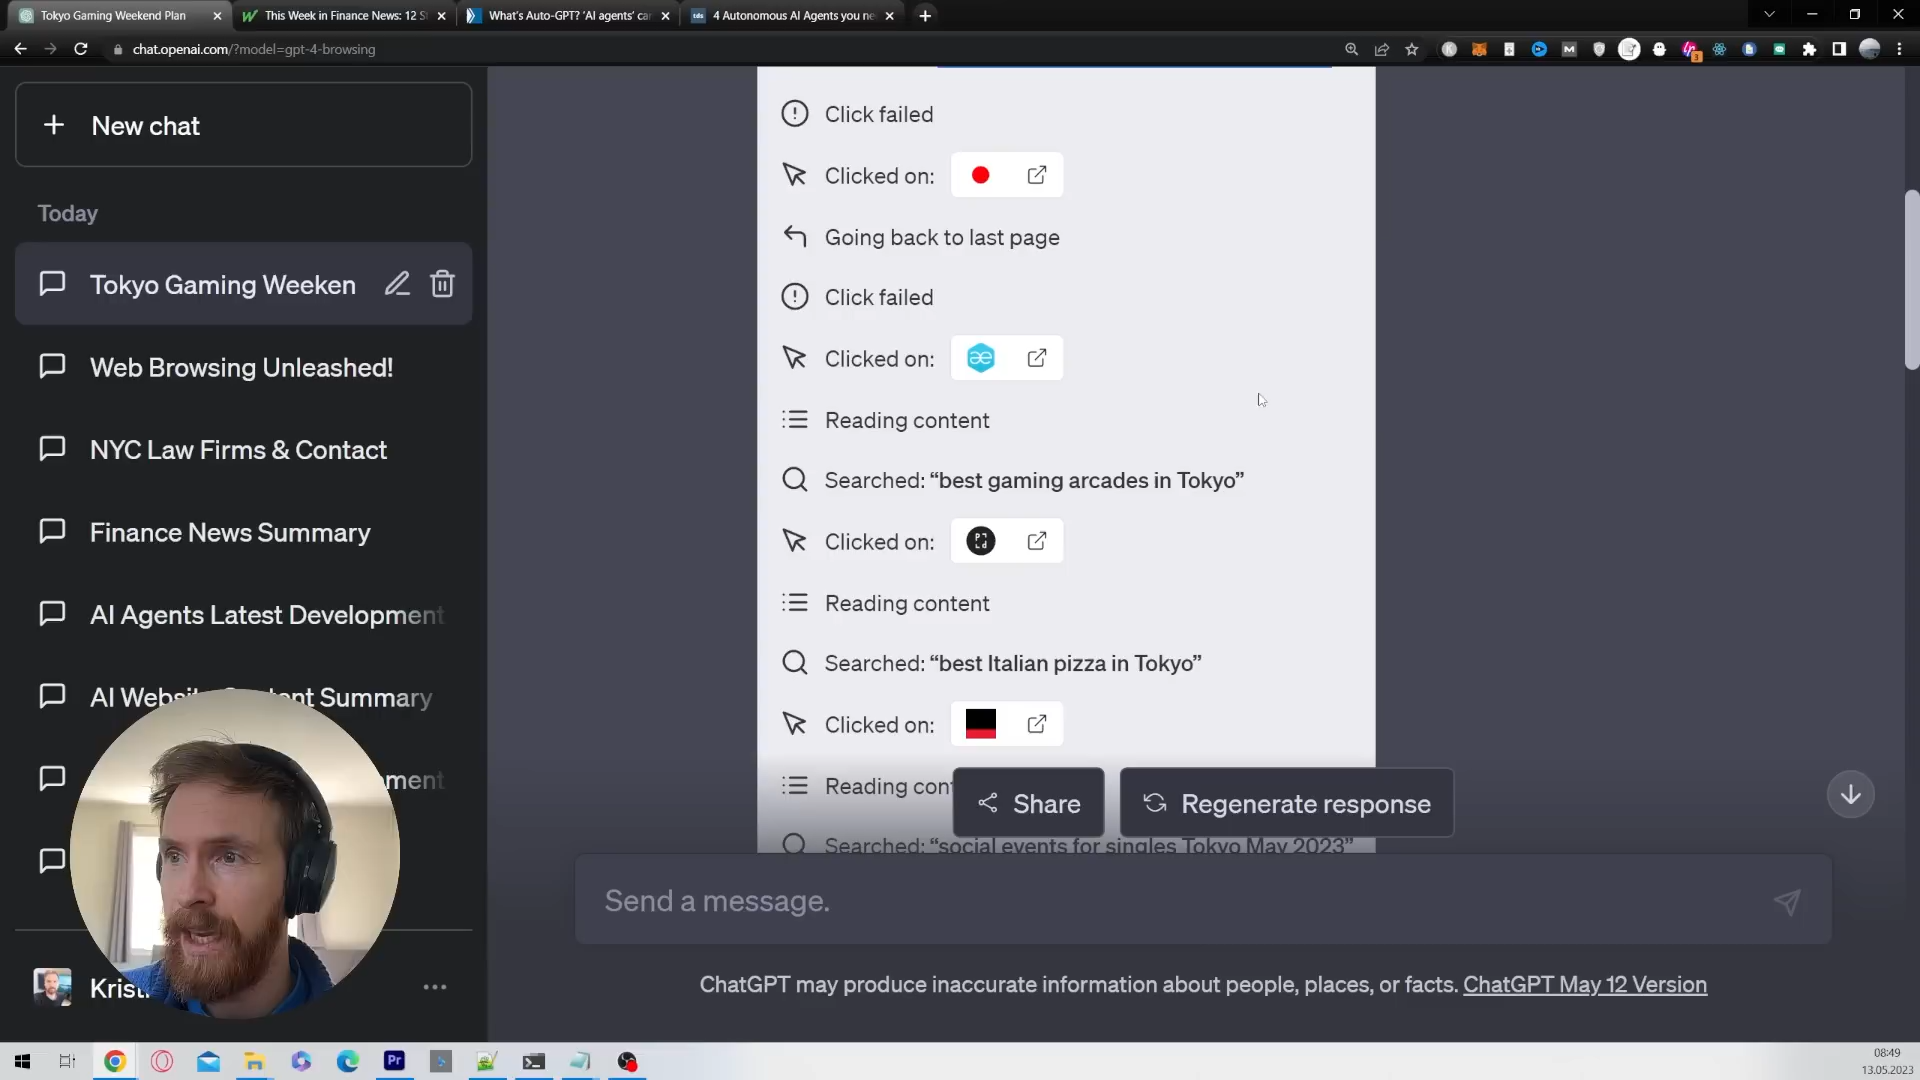 Tokyo Gaming Weekend Plan
This Week in Finance News: 12 S
What's Auto-GPT? 'AI agents' ca
4 Autonomous AI Agents you ne
chat.openai.com/?model=gpt-4-browsing
New chat
Today
Tokyo Gaming Weeken
Web Browsing Unleashed!
NYC Law Firms & Contact
Finance News Summary
AI Agents Latest Development
Summary
ment
Click failed
Clicked on:
Going back to last page
Click failed
Clicked on:
Reading content
Searched: “best gaming arcades in Tokyo”
Clicked on:
Reading content
Searched: “best Italian pizza in Tokyo”
Clicked on:
Reading con
Searched: “social events for singles Tokyo May 2023”
Share
Regenerate response
Send a message.
ChatGPT may produce inaccurate information about people, places, or facts. ChatGPT May 12 Version
08:49
13.05.2023